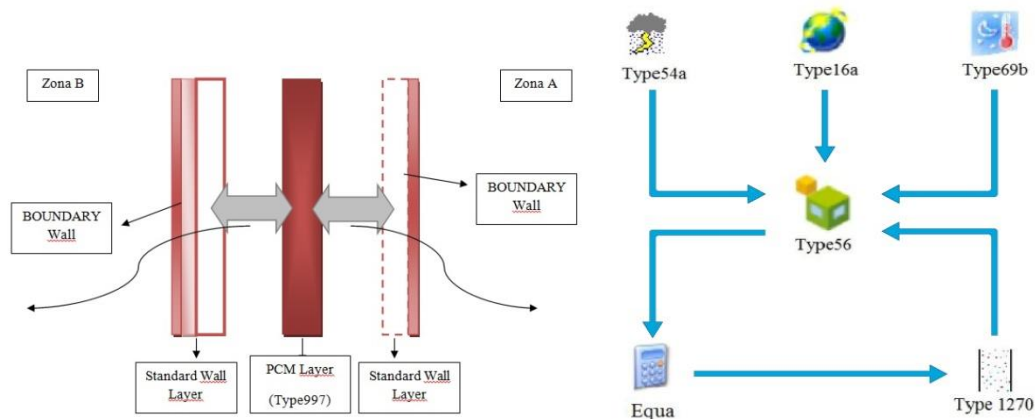 Zona B
Zona A
BOUNDARY
Wall
BOUNDARY
Wall
Standard Wall
Layer
PCM Layer
(Type997)
Standard Wall
Layer
Type54a
Type16a
Type69b
Type56
Equa
Type 1270